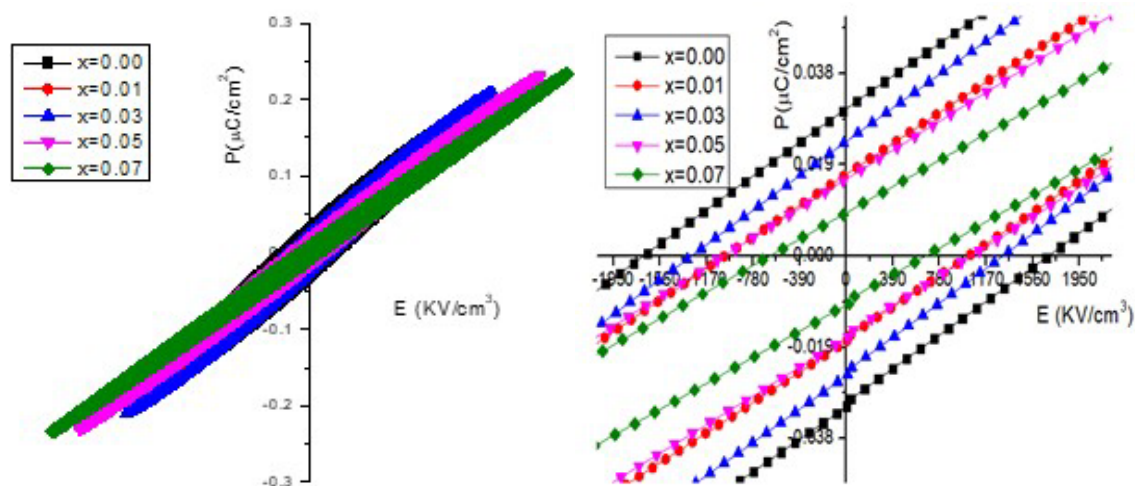 0.3
x=0.00
x=0.01
x=0.03
x=0.05
x=0.07
P(μC/cm²)
0.2
0.1
0
-0.1
-0.2
-0.3
E (KV/cm³)
x=0.00
x=0.01
x=0.03
x=0.05
x=0.07
P(μC/cm²)
0.038
0.019
0.000
-1950 -1560 -1170 -780 -390 0 390 780 1170 1560 1950
E (KV/cm³)
-0.019
-0.038